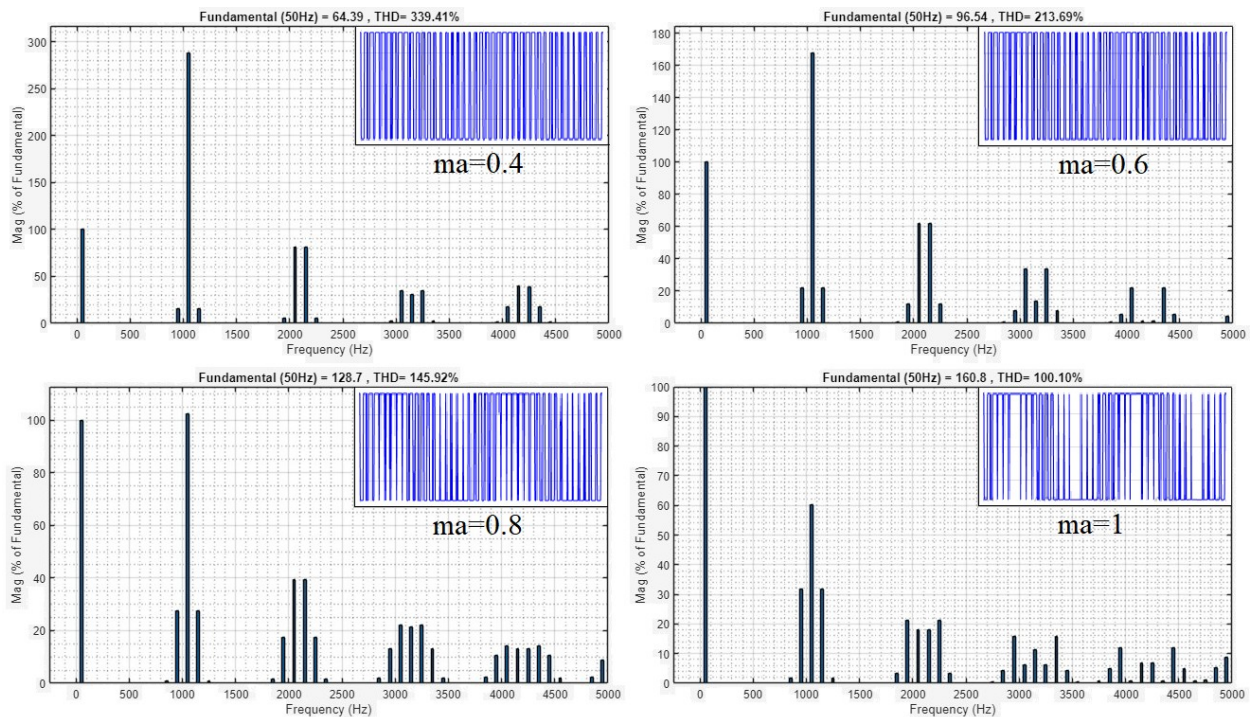 Fundamental (50Hz) = 64.39 , THD= 339.41%
300
250
200
150
100
50
0
Mag (% of Fundamental)
ma=0.4
0 500 1000 1500 2000 2500 3000 3500 4000 4500 5000
Frequency (Hz)
Fundamental (50Hz) = 96.54 , THD= 213.69%
180
160
140
120
100
80
60
40
20
0
Mag (% of Fundamental)
ma=0.6
0 500 1000 1500 2000 2500 3000 3500 4000 4500 5000
Frequency (Hz)
Fundamental (50Hz) = 128.7 , THD= 145.92%
100
80
60
40
20
0
Mag (% of Fundamental)
ma=0.8
0 500 1000 1500 2000 2500 3000 3500 4000 4500 5000
Frequency (Hz)
Fundamental (50Hz) = 160.8 , THD= 100.10%
100
90
80
70
60
50
40
30
20
10
0
Mag (% of Fundamental)
ma=1
0 500 1000 1500 2000 2500 3000 3500 4000 4500 5000
Frequency (Hz)